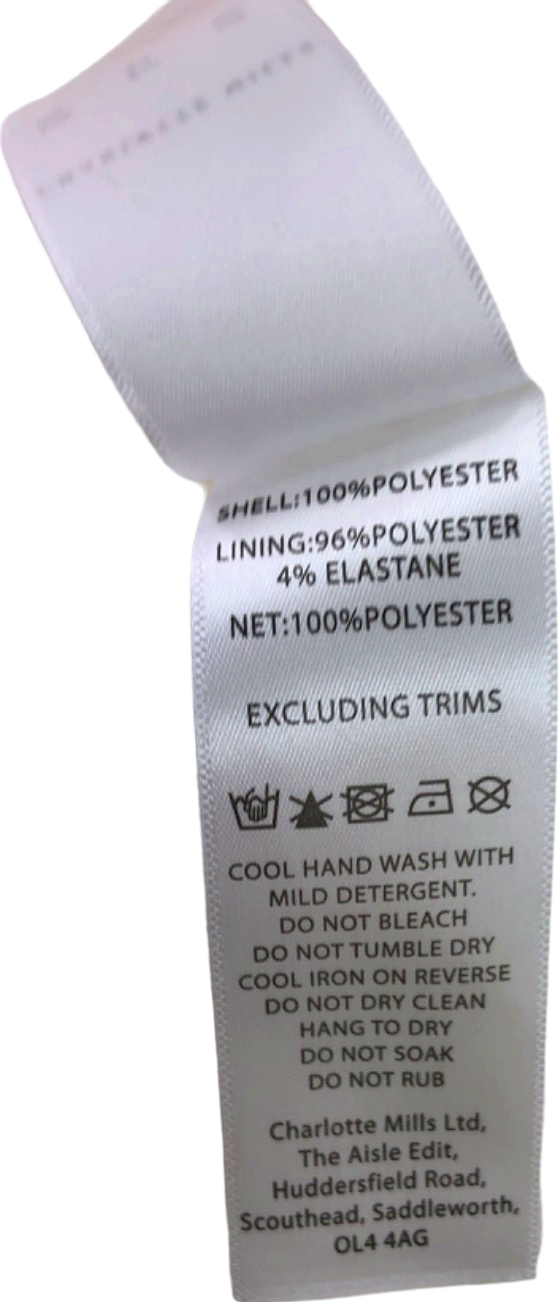 SHELL:100%POLYESTER
LINING:96%POLYESTER
4% ELASTANE
NET:100%POLYESTER
EXCLUDING TRIMS
COOL HAND WASH WITH
MILD DETERGENT.
DO NOT BLEACH
DO NOT TUMBLE DRY
COOL IRON ON REVERSE
DO NOT DRY CLEAN
HANG TO DRY
DO NOT SOAK
DO NOT RUB
Charlotte Mills Ltd,
The Aisle Edit,
Huddersfield Road,
Scouthead, Saddleworth,
OL4 4AG